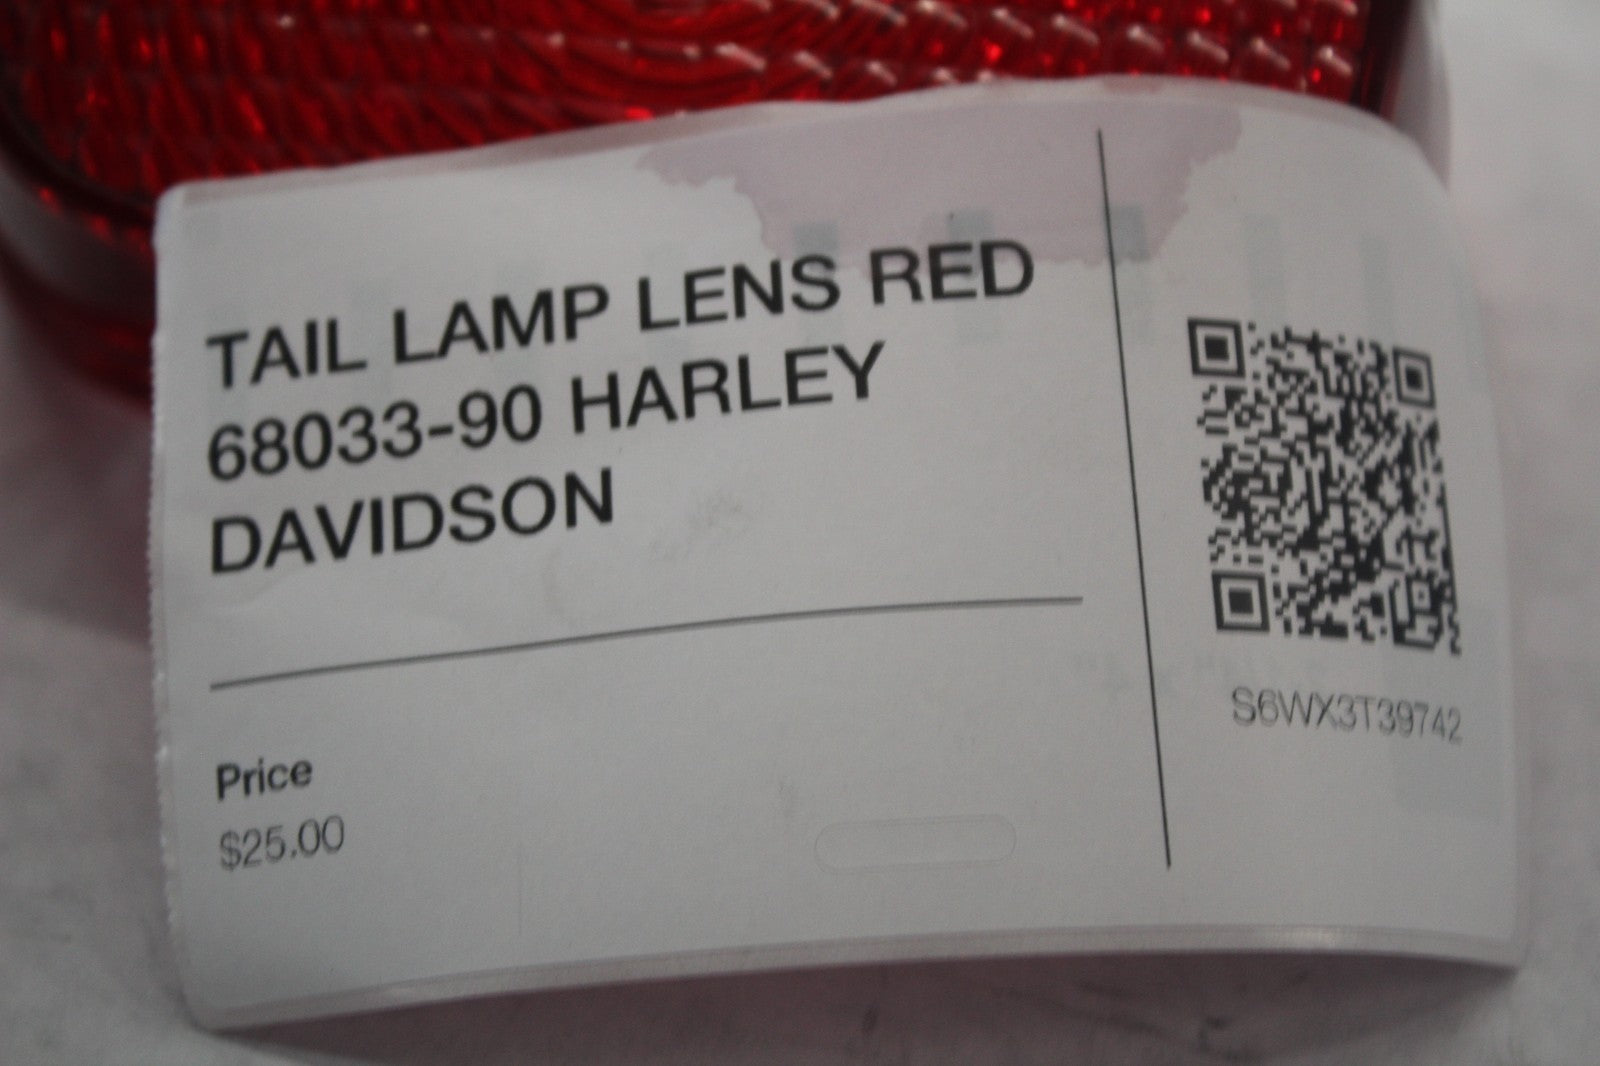 TAIL LAMP LENS RED
68033-90 HARLEY
DAVIDSON
Price
$25.00
S6WX3T39742